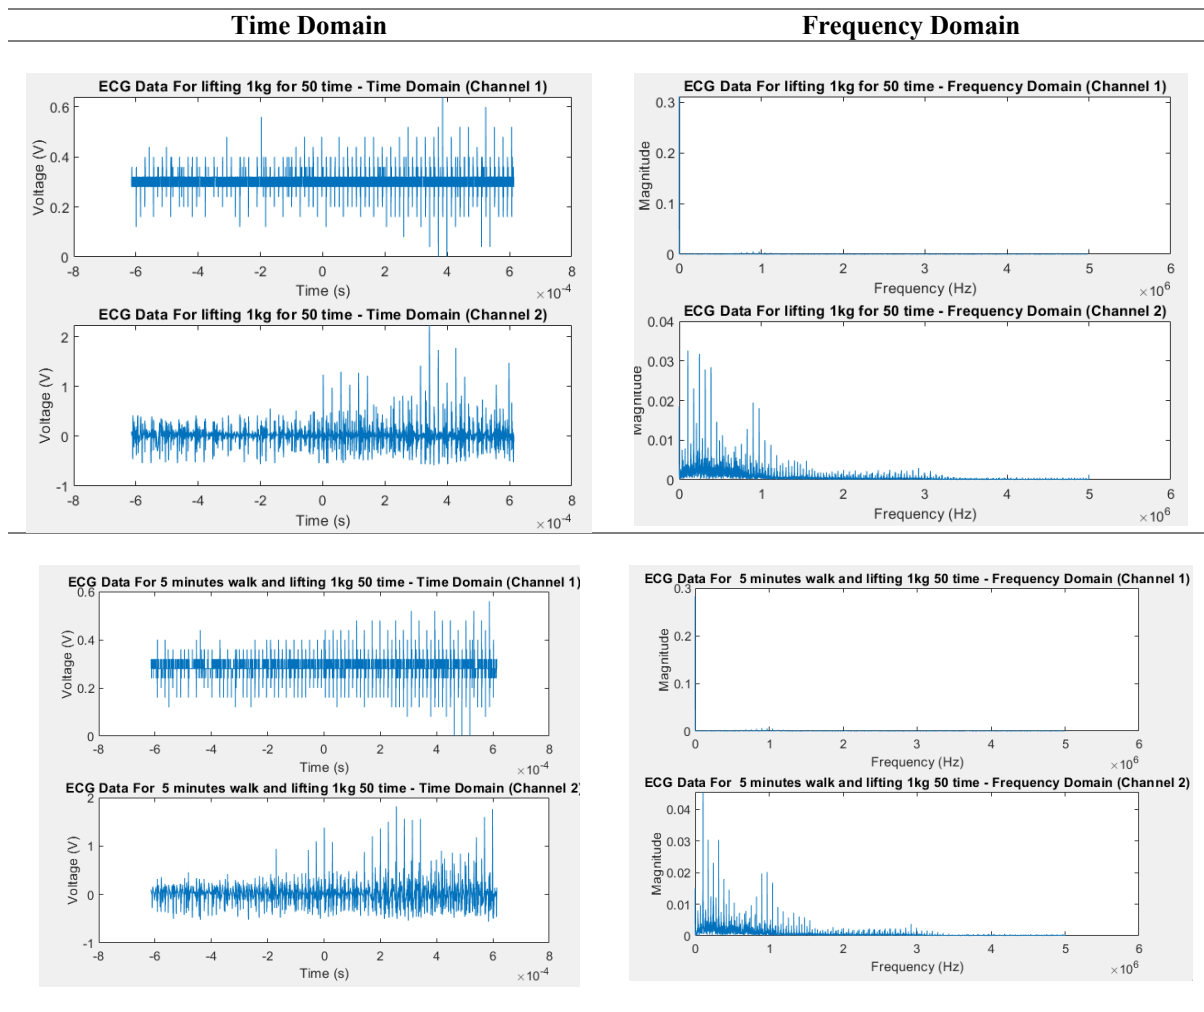 Time Domain
Frequency Domain
ECG Data For lifting 1kg for 50 time - Time Domain (Channel 1)
0.6
0.4
0.2
0
Voltage (V)
-8 -6 -4 -2 0 2 4 6 8
Time (s)
×10-4
ECG Data For lifting 1kg for 50 time - Time Domain (Channel 2)
2
1
0
-1
Voltage (V)
-8 -6 -4 -2 0 2 4 6 8
Time (s)
×10-4
ECG Data For lifting 1kg for 50 time - Frequency Domain (Channel 1)
0.3
0.2
0.1
0
Magnitude
0 1 2 3 4 5 6
Frequency (Hz)
×106
ECG Data For lifting 1kg for 50 time - Frequency Domain (Channel 2)
0.04
0.03
0.02
0.01
0
Magnitude
0 1 2 3 4 5 6
Frequency (Hz)
×106
ECG Data For 5 minutes walk and lifting 1kg 50 time - Time Domain (Channel 1)
0.6
0.4
0.2
0
Voltage (V)
-8 -6 -4 -2 0 2 4 6 8
Time (s)
×10-4
ECG Data For 5 minutes walk and lifting 1kg 50 time - Time Domain (Channel 2)
2
1
0
-1
Voltage (V)
-8 -6 -4 -2 0 2 4 6 8
Time (s)
×10-4
ECG Data For 5 minutes walk and lifting 1kg 50 time - Frequency Domain (Channel 1)
0.3
0.2
0.1
0
Magnitude
0 1 2 3 4 5 6
Frequency (Hz)
×106
ECG Data For 5 minutes walk and lifting 1kg 50 time - Frequency Domain (Channel 2)
0.04
0.03
0.02
0.01
0
Magnitude
0 1 2 3 4 5 6
Frequency (Hz)
×106